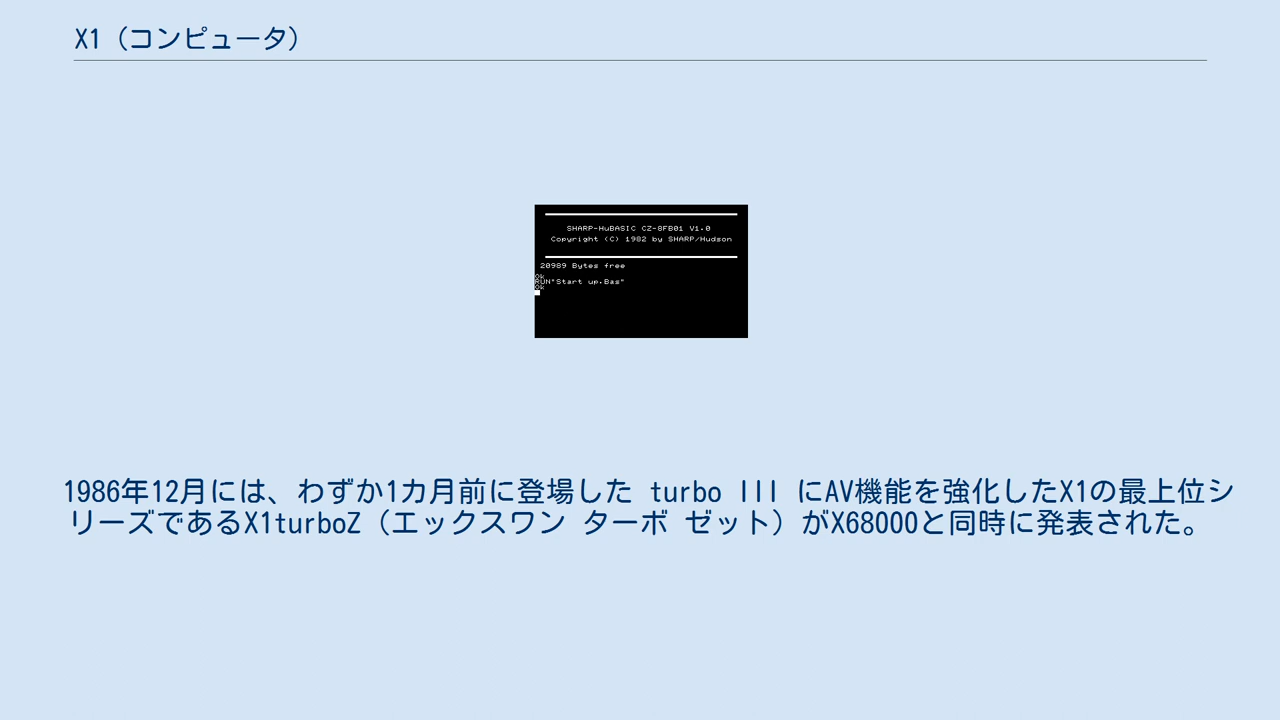 X1（コンピュータ）
SHARP-HuBASIC CZ-8FB01 V1.0
Copyright (C) 1982 by SHARP/Hudson
20989 Bytes free
Ok
RUN"Start up.Bas"
Ok
1986年12月には、わずか1カ月前に登場した turbo III にAV機能を強化したX1の最上位シ
リーズであるX1turboZ（エックスワン ターボ ゼット）がX68000と同時に発表された。